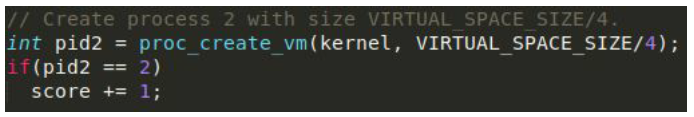 // Create process 2 with size VIRTUAL_SPACE_SIZE/4.
int pid2 = proc_create_vm(kernel, VIRTUAL_SPACE_SIZE/4);
if(pid2 == 2)
  score += 1;